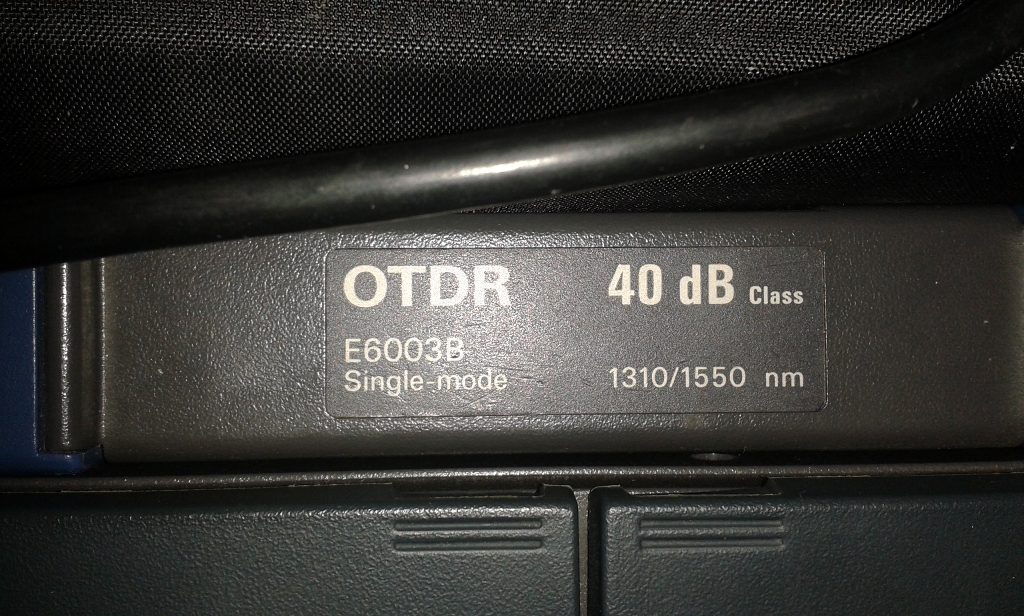 OTDR 40 dB Class
E6003B
Single-mode 1310/1550 nm